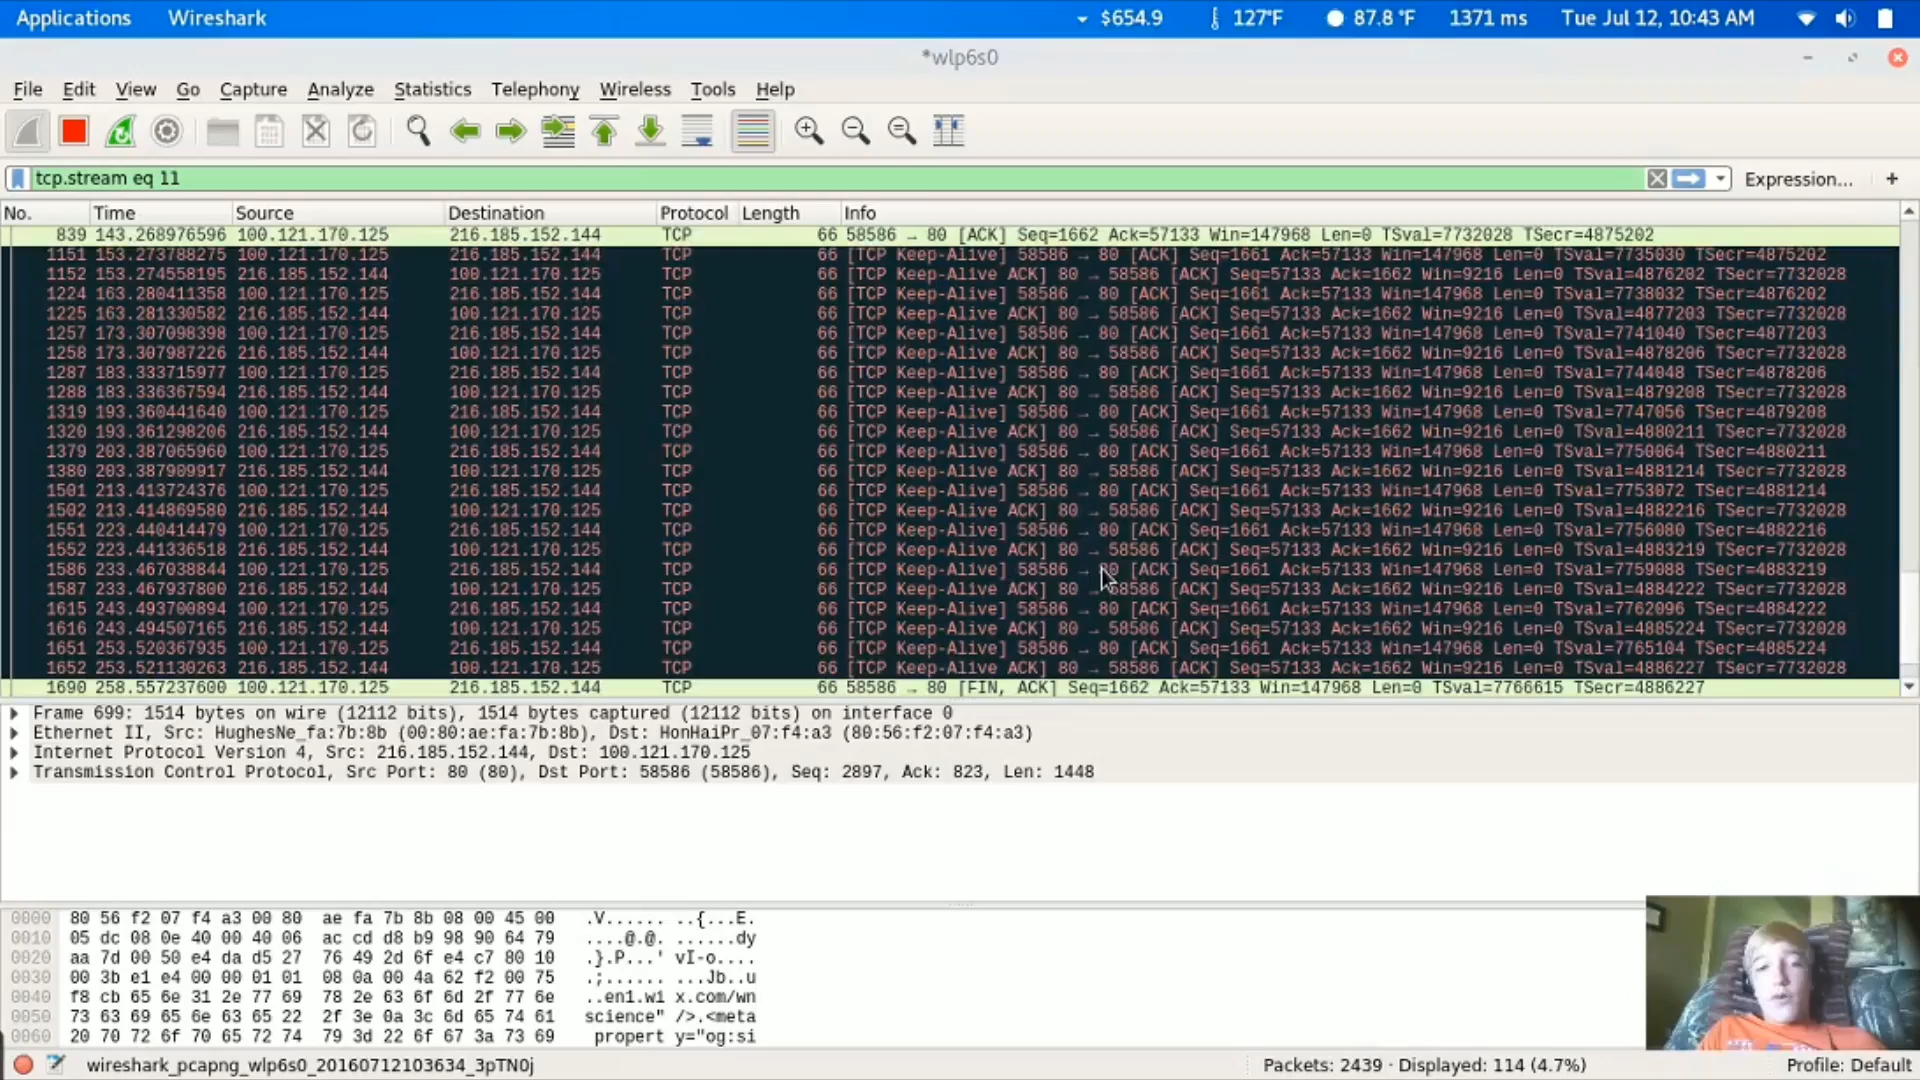 Applications Wireshark $654.9 127°F 87.8 °F 1371 ms Tue Jul 12, 10:43 AM
*wlp6s0
File Edit View Go Capture Analyze Statistics Telephony Wireless Tools Help
tcp.stream eq 11 Expression... +
No. Time Source Destination Protocol Length Info
839 143.268976596 100.121.170.125 216.185.152.144 TCP 66 58586 → 80 [ACK] Seq=1662 Ack=57133 Win=147968 Len=0 TSval=7732028 TSecr=4875202
1151 153.273788275 100.121.170.125 216.185.152.144 TCP 66 [TCP Keep-Alive] 58586 → 80 [ACK] Seq=1661 Ack=57133 Win=147968 Len=0 TSval=7735030 TSecr=4875202
1152 153.274558195 216.185.152.144 100.121.170.125 TCP 66 [TCP Keep-Alive ACK] 80 → 58586 [ACK] Seq=57133 Ack=1662 Win=9216 Len=0 TSval=4876202 TSecr=7732028
1224 163.280411358 100.121.170.125 216.185.152.144 TCP 66 [TCP Keep-Alive] 58586 → 80 [ACK] Seq=1661 Ack=57133 Win=147968 Len=0 TSval=7738032 TSecr=4876202
1225 163.281330582 216.185.152.144 100.121.170.125 TCP 66 [TCP Keep-Alive ACK] 80 → 58586 [ACK] Seq=57133 Ack=1662 Win=9216 Len=0 TSval=4877203 TSecr=7732028
1257 173.307098398 100.121.170.125 216.185.152.144 TCP 66 [TCP Keep-Alive] 58586 → 80 [ACK] Seq=1661 Ack=57133 Win=147968 Len=0 TSval=7741040 TSecr=4877203
1258 173.307987226 216.185.152.144 100.121.170.125 TCP 66 [TCP Keep-Alive ACK] 80 → 58586 [ACK] Seq=57133 Ack=1662 Win=9216 Len=0 TSval=4878206 TSecr=7732028
1287 183.333715977 100.121.170.125 216.185.152.144 TCP 66 [TCP Keep-Alive] 58586 → 80 [ACK] Seq=1661 Ack=57133 Win=147968 Len=0 TSval=7744048 TSecr=4878206
1288 183.336367594 216.185.152.144 100.121.170.125 TCP 66 [TCP Keep-Alive ACK] 80 → 58586 [ACK] Seq=57133 Ack=1662 Win=9216 Len=0 TSval=4879208 TSecr=7732028
1319 193.360441640 100.121.170.125 216.185.152.144 TCP 66 [TCP Keep-Alive] 58586 → 80 [ACK] Seq=1661 Ack=57133 Win=147968 Len=0 TSval=7747056 TSecr=4879208
1320 193.361298206 216.185.152.144 100.121.170.125 TCP 66 [TCP Keep-Alive ACK] 80 → 58586 [ACK] Seq=57133 Ack=1662 Win=9216 Len=0 TSval=4880211 TSecr=7732028
1379 203.387065960 100.121.170.125 216.185.152.144 TCP 66 [TCP Keep-Alive] 58586 → 80 [ACK] Seq=1661 Ack=57133 Win=147968 Len=0 TSval=7750064 TSecr=4880211
1380 203.387909917 216.185.152.144 100.121.170.125 TCP 66 [TCP Keep-Alive ACK] 80 → 58586 [ACK] Seq=57133 Ack=1662 Win=9216 Len=0 TSval=4881214 TSecr=7732028
1501 213.413724376 100.121.170.125 216.185.152.144 TCP 66 [TCP Keep-Alive] 58586 → 80 [ACK] Seq=1661 Ack=57133 Win=147968 Len=0 TSval=7753072 TSecr=4881214
1502 213.414869580 216.185.152.144 100.121.170.125 TCP 66 [TCP Keep-Alive ACK] 80 → 58586 [ACK] Seq=57133 Ack=1662 Win=9216 Len=0 TSval=4882216 TSecr=7732028
1551 223.440414479 100.121.170.125 216.185.152.144 TCP 66 [TCP Keep-Alive] 58586 → 80 [ACK] Seq=1661 Ack=57133 Win=147968 Len=0 TSval=7756080 TSecr=4882216
1552 223.441336518 216.185.152.144 100.121.170.125 TCP 66 [TCP Keep-Alive ACK] 80 → 58586 [ACK] Seq=57133 Ack=1662 Win=9216 Len=0 TSval=4883219 TSecr=7732028
1586 233.467038844 100.121.170.125 216.185.152.144 TCP 66 [TCP Keep-Alive] 58586 → 80 [ACK] Seq=1661 Ack=57133 Win=147968 Len=0 TSval=7759088 TSecr=4883219
1587 233.467937800 216.185.152.144 100.121.170.125 TCP 66 [TCP Keep-Alive ACK] 80 → 58586 [ACK] Seq=57133 Ack=1662 Win=9216 Len=0 TSval=4884222 TSecr=7732028
1615 243.493700894 100.121.170.125 216.185.152.144 TCP 66 [TCP Keep-Alive] 58586 → 80 [ACK] Seq=1661 Ack=57133 Win=147968 Len=0 TSval=7762096 TSecr=4884222
1616 243.494507165 216.185.152.144 100.121.170.125 TCP 66 [TCP Keep-Alive ACK] 80 → 58586 [ACK] Seq=57133 Ack=1662 Win=9216 Len=0 TSval=4885224 TSecr=7732028
1651 253.520367935 100.121.170.125 216.185.152.144 TCP 66 [TCP Keep-Alive] 58586 → 80 [ACK] Seq=1661 Ack=57133 Win=147968 Len=0 TSval=7765104 TSecr=4885224
1652 253.521130263 216.185.152.144 100.121.170.125 TCP 66 [TCP Keep-Alive ACK] 80 → 58586 [ACK] Seq=57133 Ack=1662 Win=9216 Len=0 TSval=4886227 TSecr=7732028
1690 258.557237600 100.121.170.125 216.185.152.144 TCP 66 58586 → 80 [FIN, ACK] Seq=1662 Ack=57133 Win=147968 Len=0 TSval=7766615 TSecr=4886227
Frame 699: 1514 bytes on wire (12112 bits), 1514 bytes captured (12112 bits) on interface 0
Ethernet II, Src: HughesNe_fa:7b:8b (00:80:ae:fa:7b:8b), Dst: HonHaiPr_07:f4:a3 (80:56:f2:07:f4:a3)
Internet Protocol Version 4, Src: 216.185.152.144, Dst: 100.121.170.125
Transmission Control Protocol, Src Port: 80 (80), Dst Port: 58586 (58586), Seq: 2897, Ack: 823, Len: 1448
0000 80 56 f2 07 f4 a3 00 80 ae fa 7b 8b 08 00 45 00 .V...... ..{...E.
0010 05 dc 08 0e 40 00 40 06 ac cd d8 b9 98 90 64 79 ....@.@. ......dy
0020 aa 7d 00 50 e4 da d5 27 76 49 2d 6f e4 c7 80 10 .}.P...' vI-o....
0030 00 3b e1 e4 00 00 01 01 08 0a 00 4a 62 f2 00 75 .;...... ...Jb..u
0040 f8 cb 65 6e 31 2e 77 69 78 2e 63 6f 6d 2f 77 6e ..en1.wi x.com/wn
0050 73 63 69 65 6e 63 65 22 2f 3e 0a 3c 6d 65 74 61 science" />.<meta
0060 20 70 72 6f 70 65 72 74 79 3d 22 6f 67 3a 73 69 propert y="og:si
wireshark_pcapng_wlp6s0_20160712103634_3pTN0j Packets: 2439 · Displayed: 114 (4.7%) Profile: Default